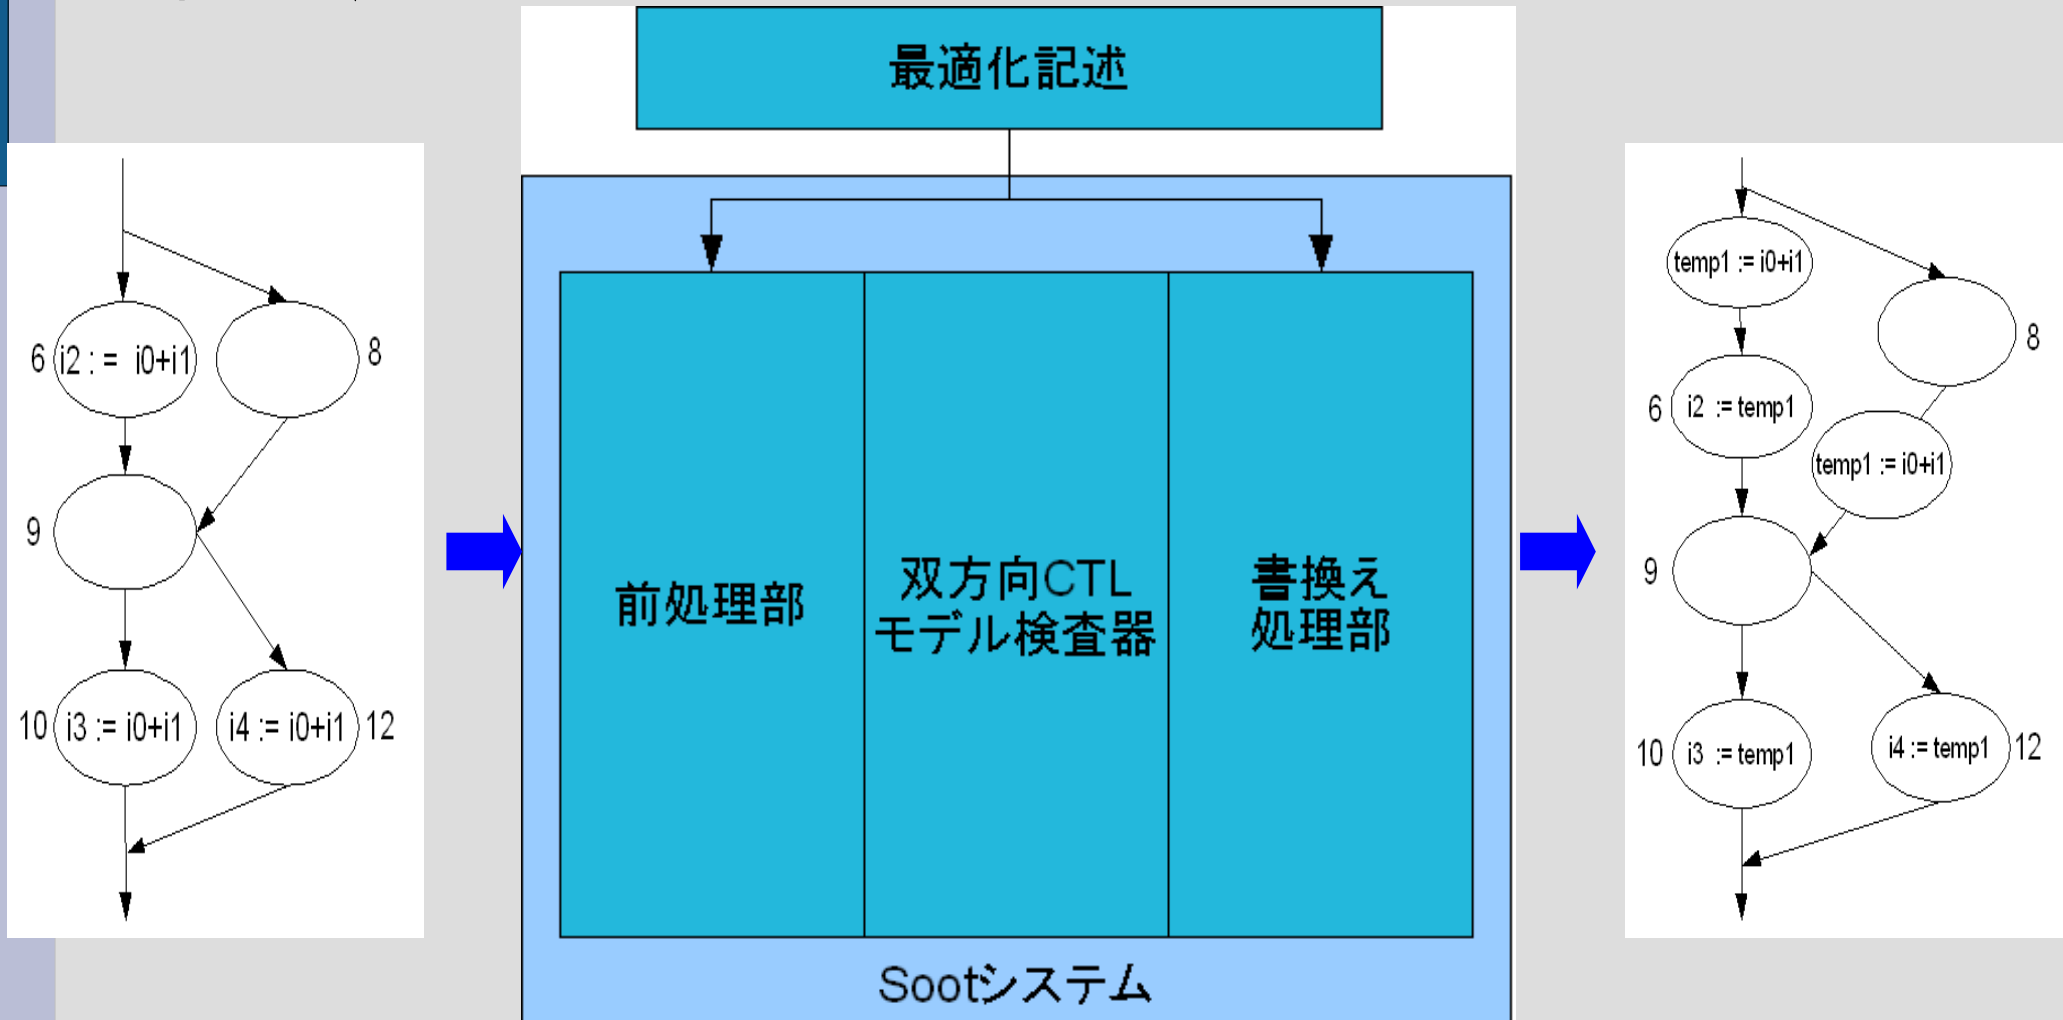 最適化記述
6
i2 : = i0+i1
8
9
10
i3 := i0+i1
i4 := i0+i1
12
前処理部
双方向CTL
モデル検査器
書換え
処理部
Sootシステム
temp1 := i0+i1
8
6
i2 := temp1
temp1 := i0+i1
9
10
i3 := temp1
i4 := temp1
12